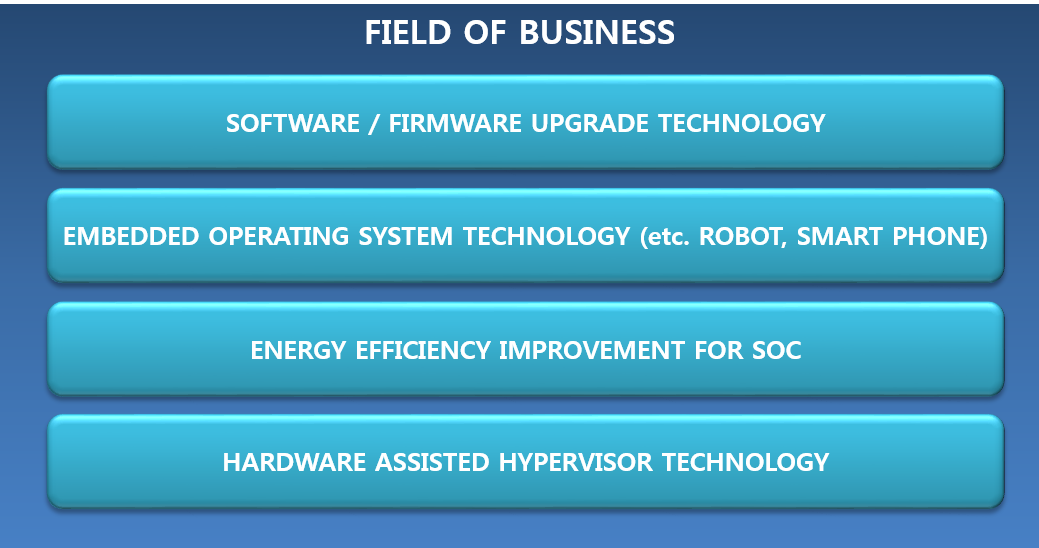 FIELD OF BUSINESS
SOFTWARE / FIRMWARE UPGRADE TECHNOLOGY
EMBEDDED OPERATING SYSTEM TECHNOLOGY (etc. ROBOT, SMART PHONE)
ENERGY EFFICIENCY IMPROVEMENT FOR SOC
HARDWARE ASSISTED HYPERVISOR TECHNOLOGY